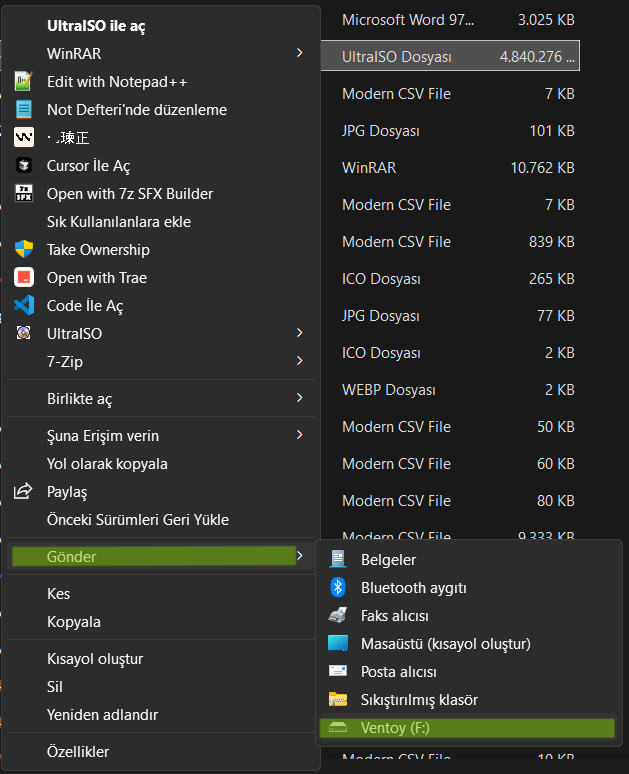 UltraISO ile aç
WinRAR
Edit with Notepad++
Not Defteri'nde düzenleme
Cursor İle Aç
Open with 7z SFX Builder
Sık Kullanılanlara ekle
Take Ownership
Open with Trae
Code İle Aç
UltraISO
7-Zip
Birlikte aç
Şuna Erişim verin
Yol olarak kopyala
Paylaş
Önceki Sürümleri Geri Yükle
Gönder
Kes
Kopyala
Kısayol oluştur
Sil
Yeniden adlandır
Özellikler
Microsoft Word 97... 3.025 KB
UltraISO Dosyası 4.840.276 ...
Modern CSV File 7 KB
JPG Dosyası 101 KB
WinRAR 10.762 KB
Modern CSV File 7 KB
Modern CSV File 839 KB
ICO Dosyası 265 KB
JPG Dosyası 77 KB
ICO Dosyası 2 KB
WEBP Dosyası 2 KB
Modern CSV File 50 KB
Modern CSV File 60 KB
Modern CSV File 80 KB
Modern CSV File 9.333 KB
Belgeler
Bluetooth aygıtı
Faks alıcısı
Masaüstü (kısayol oluştur)
Posta alıcısı
Sıkıştırılmış klasör
Ventoy (F:)
Modern CSV File 10 KB